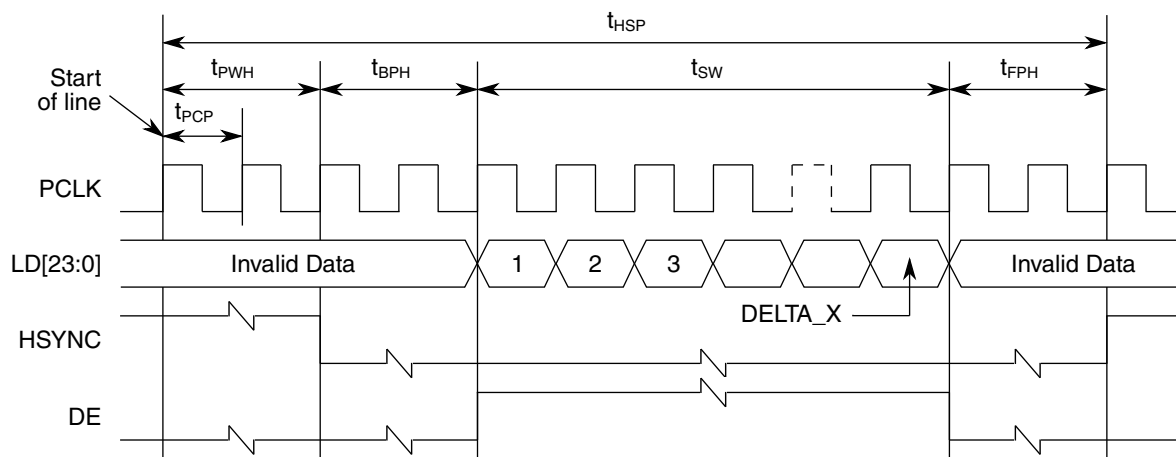 tHSP
tPWH tBPH tSW tFPH
Start
of line
tPCP
PCLK
LD[23:0] Invalid Data 1 2 3 Invalid Data
DELTA_X
HSYNC
DE